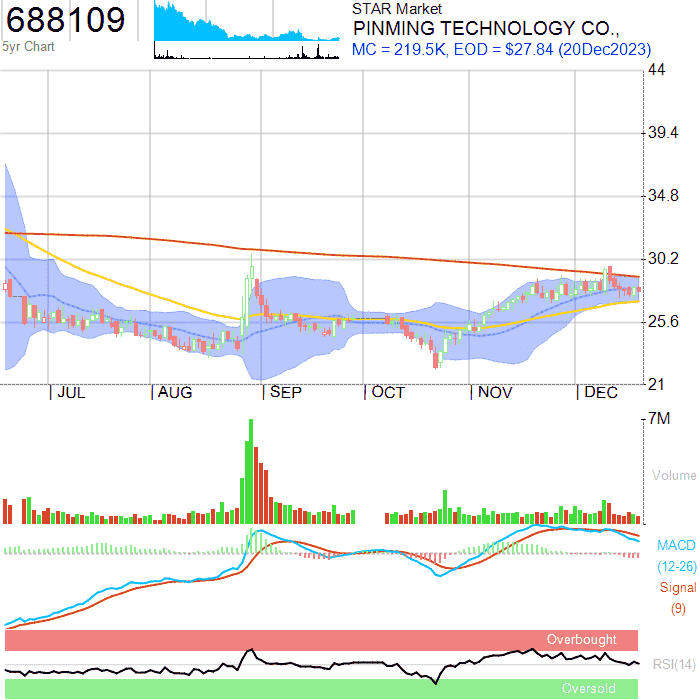 688109
5yr Chart
STAR Market
PINMING TECHNOLOGY CO.,
MC = 219.5K, EOD = $27.84 (20Dec2023)
44
39.4
34.8
30.2
25.6
21
JUL AUG SEP OCT NOV DEC
7M
Volume
MACD
(12-26)
Signal
(9)
Overbought
RSI(14)
Oversold